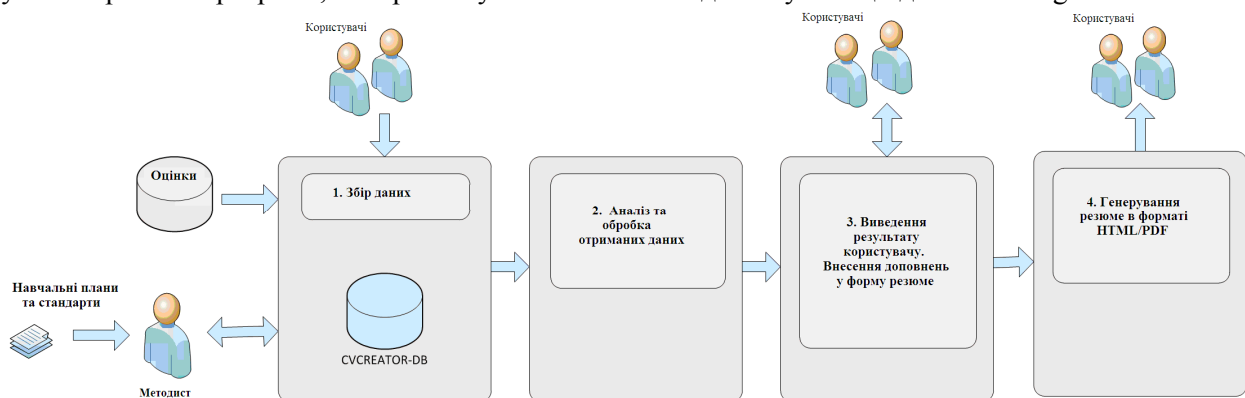 Користувачі
Користувачі
Користувачі
Оцінки
1. Збір даних
2. Аналіз та
обробка
отриманих даних
3. Виведення
результату
користувачу.
Внесення доповнень
у форму резюме
4. Генерування
резюме в форматі
HTML/PDF
Навчальні плани
та стандарти
CVCREATOR-DB
Методист